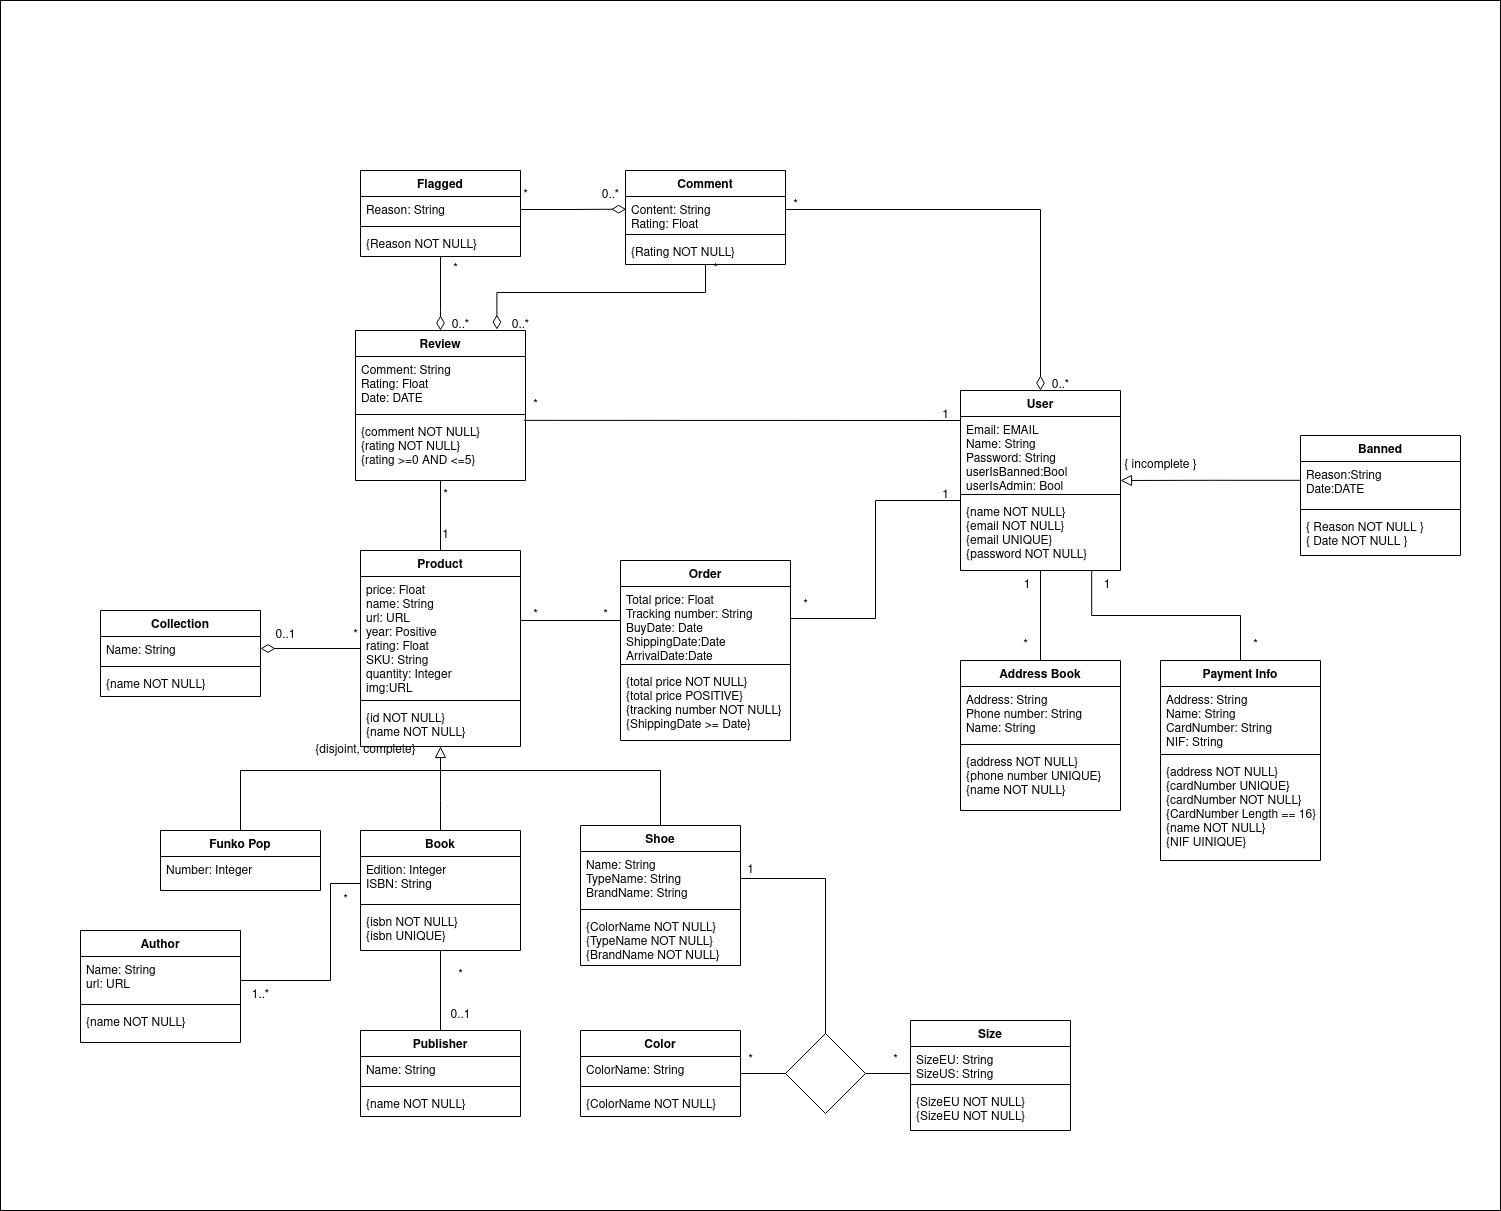 Flagged
Reason: String
{Reason NOT NULL}
*
0..*
Comment
Content: String
Rating: Float
{Rating NOT NULL}
*
*
*
0..*
0..*
Review
Comment: String
Rating: Float
Date: DATE
{comment NOT NULL}
{rating NOT NULL}
{rating >=0 AND <=5}
*
1
0..*
User
Email: EMAIL
Name: String
Password: String
userIsBanned:Bool
userIsAdmin: Bool
{name NOT NULL}
{email NOT NULL}
{email UNIQUE}
{password NOT NULL}
{ incomplete }
Banned
Reason:String
Date:DATE
{ Reason NOT NULL }
{ Date NOT NULL }
*
1
1
Product
price: Float
name: String
url: URL
year: Positive
rating: Float
SKU: String
quantity: Integer
img:URL
{id NOT NULL}
{name NOT NULL}
{disjoint, complete}
Collection
Name: String
{name NOT NULL}
0..1
*
*
*
Order
Total price: Float
Tracking number: String
BuyDate: Date
ShippingDate:Date
ArrivalDate:Date
{total price NOT NULL}
{total price POSITIVE}
{tracking number NOT NULL}
{ShippingDate >= Date}
*
1
1
*
*
Address Book
Address: String
Phone number: String
Name: String
{address NOT NULL}
{phone number UNIQUE}
{name NOT NULL}
Payment Info
Address: String
Name: String
CardNumber: String
NIF: String
{address NOT NULL}
{cardNumber UNIQUE}
{cardNumber NOT NULL}
{CardNumber Length == 16}
{name NOT NULL}
{NIF UINIQUE}
Funko Pop
Number: Integer
Book
Edition: Integer
ISBN: String
{isbn NOT NULL}
{isbn UNIQUE}
*
Shoe
Name: String
TypeName: String
BrandName: String
{ColorName NOT NULL}
{TypeName NOT NULL}
{BrandName NOT NULL}
1
Author
Name: String
url: URL
{name NOT NULL}
1..*
*
0..1
Publisher
Name: String
{name NOT NULL}
Color
ColorName: String
{ColorName NOT NULL}
*
*
Size
SizeEU: String
SizeUS: String
{SizeEU NOT NULL}
{SizeEU NOT NULL}